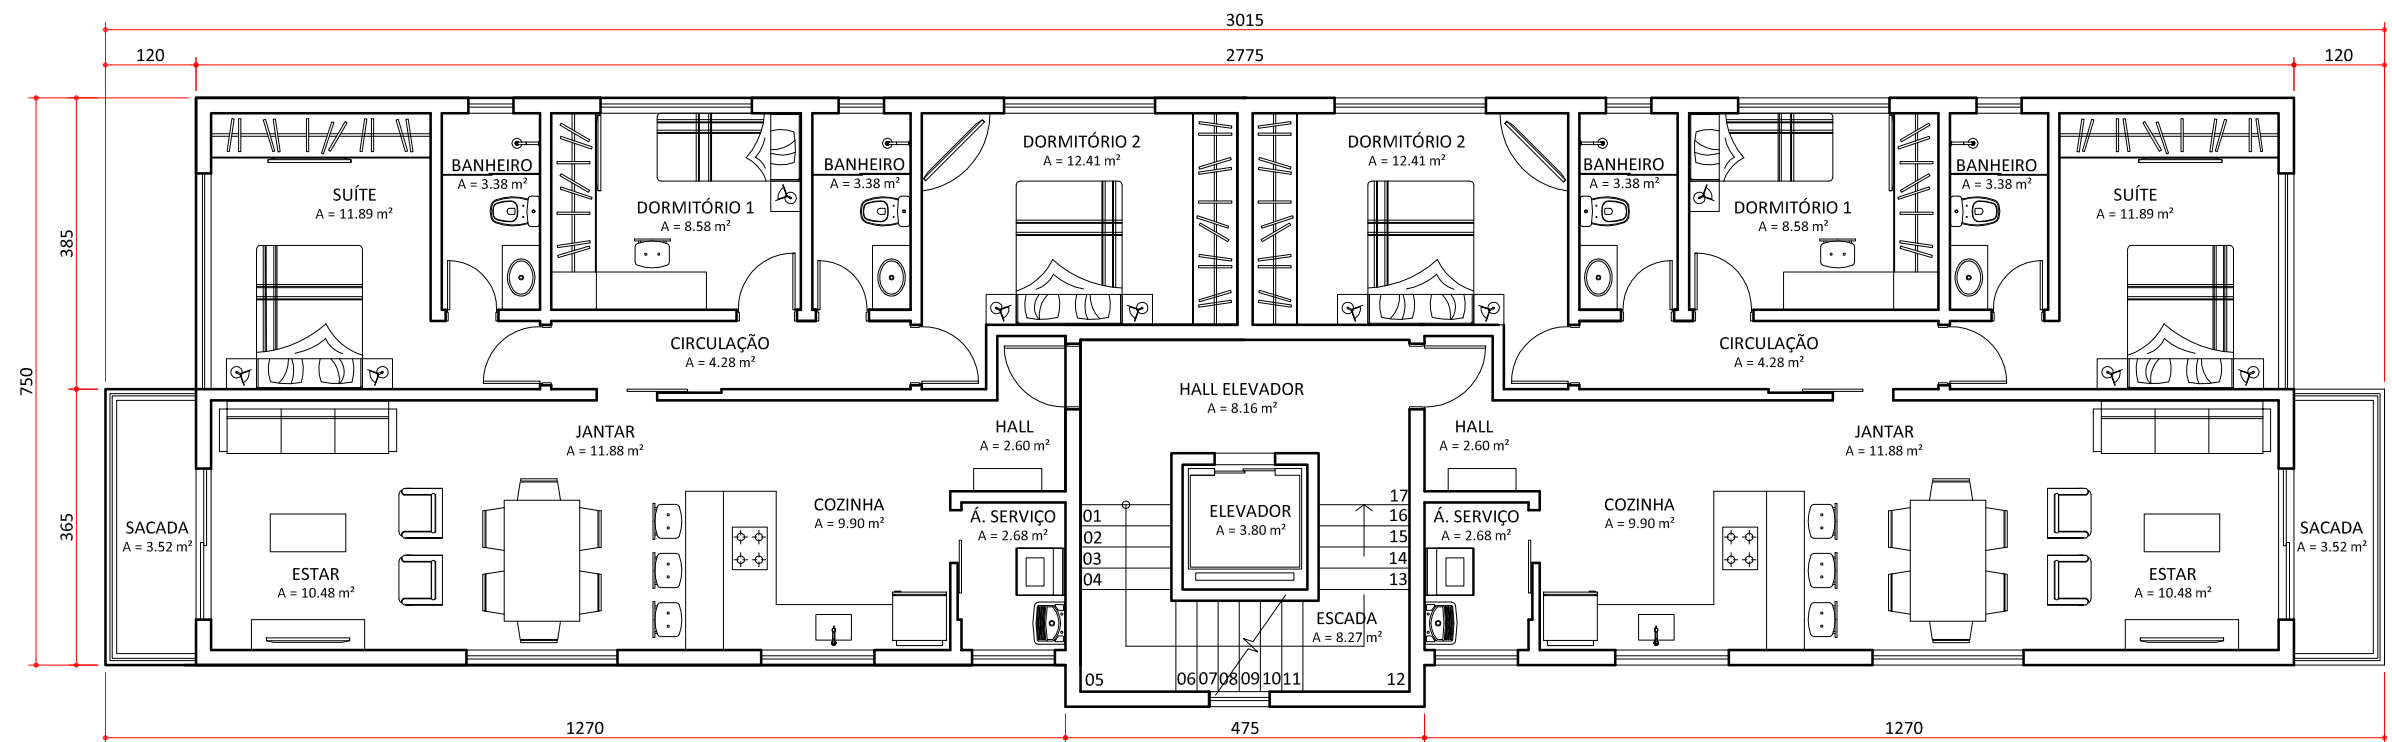 3015
120
2775
120
DORMITÓRIO 2
A = 12.41 m²
DORMITÓRIO 2
A = 12.41 m²
BANHEIRO
A = 3.38 m²
BANHEIRO
A = 3.38 m²
BANHEIRO
A = 3.38 m²
BANHEIRO
A = 3.38 m²
SUÍTE
A = 11.89 m²
DORMITÓRIO 1
A = 8.58 m²
DORMITÓRIO 1
A = 8.58 m²
SUÍTE
A = 11.89 m²
385
750
365
CIRCULAÇÃO
A = 4.28 m²
CIRCULAÇÃO
A = 4.28 m²
HALL ELEVADOR
A = 8.16 m²
JANTAR
A = 11.88 m²
HALL
A = 2.60 m²
HALL
A = 2.60 m²
JANTAR
A = 11.88 m²
SACADA
A = 3.52 m²
COZINHA
A = 9.90 m²
Á. SERVIÇO
A = 2.68 m²
ELEVADOR
A = 3.80 m²
Á. SERVIÇO
A = 2.68 m²
COZINHA
A = 9.90 m²
SACADA
A = 3.52 m²
01
02
03
04
17
16
15
14
13
ESTAR
A = 10.48 m²
ESTAR
A = 10.48 m²
ESCADA
A = 8.27 m²
05
06
07
08
09
10
11
12
1270
475
1270